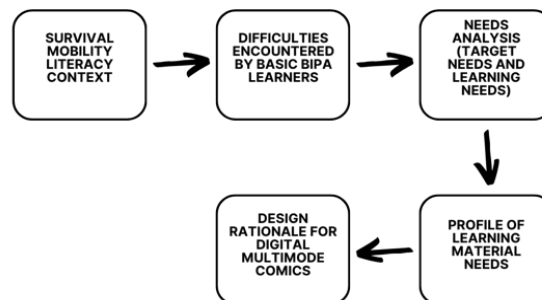 SURVIVAL
MOBILITY
LITERACY
CONTEXT
DIFFICULTIES
ENCOUNTERED
BY BASIC BIPA
LEARNERS
NEEDS
ANALYSIS
(TARGET
NEEDS AND
LEARNING
NEEDS)
PROFILE OF
LEARNING
MATERIAL
NEEDS
DESIGN
RATIONALE FOR
DIGITAL
MULTIMODE
COMICS